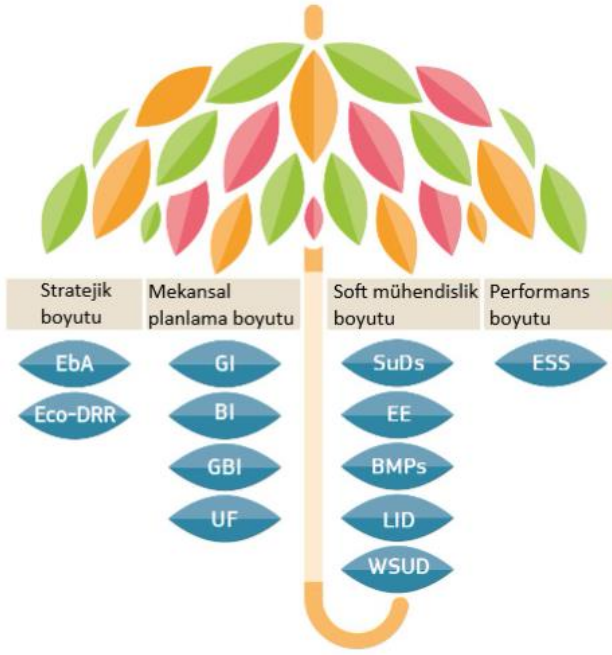 Stratejik
boyutu
Mekansal
planlama boyutu
Soft mühendislik
boyutu
Performans
boyutu
EbA
Eco-DRR
GI
BI
GBI
UF
SuDs
EE
BMPs
LID
WSUD
ESS